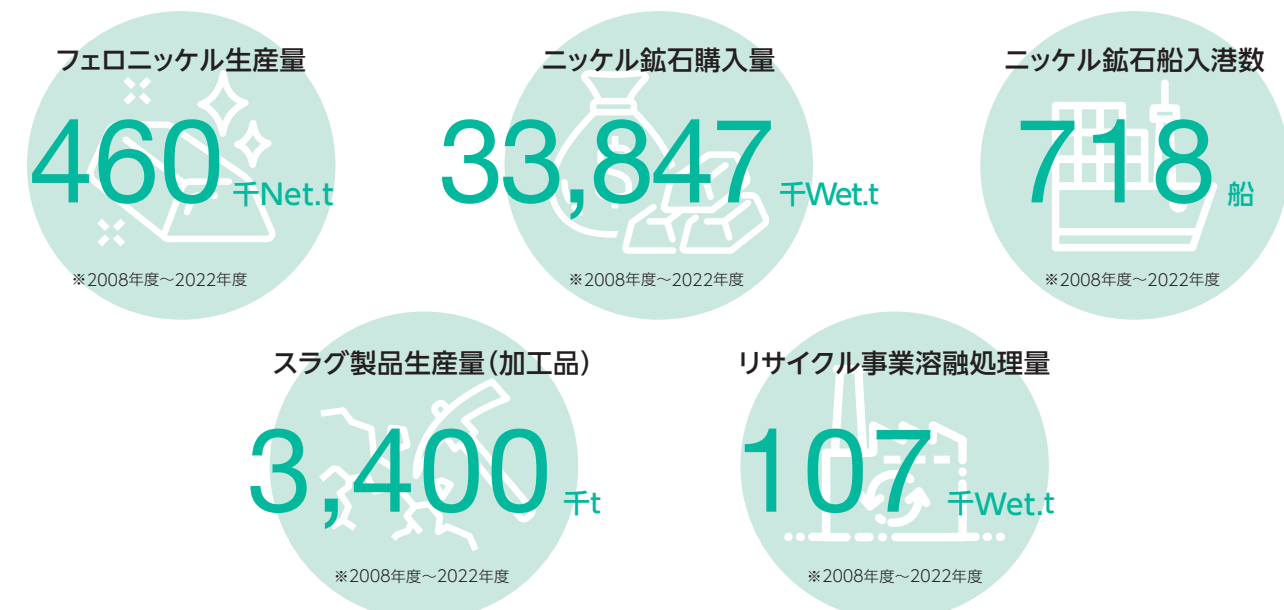 フェロニッケル生産量
460 千Net.t
※2008年度～2022年度
ニッケル鉱石購入量
33,847 千Wet.t
※2008年度～2022年度
ニッケル鉱石船入港数
718 船
※2008年度～2022年度
スラグ製品生産量(加工品)
3,400 千t
※2008年度～2022年度
リサイクル事業溶融処理量
107 千Wet.t
※2008年度～2022年度